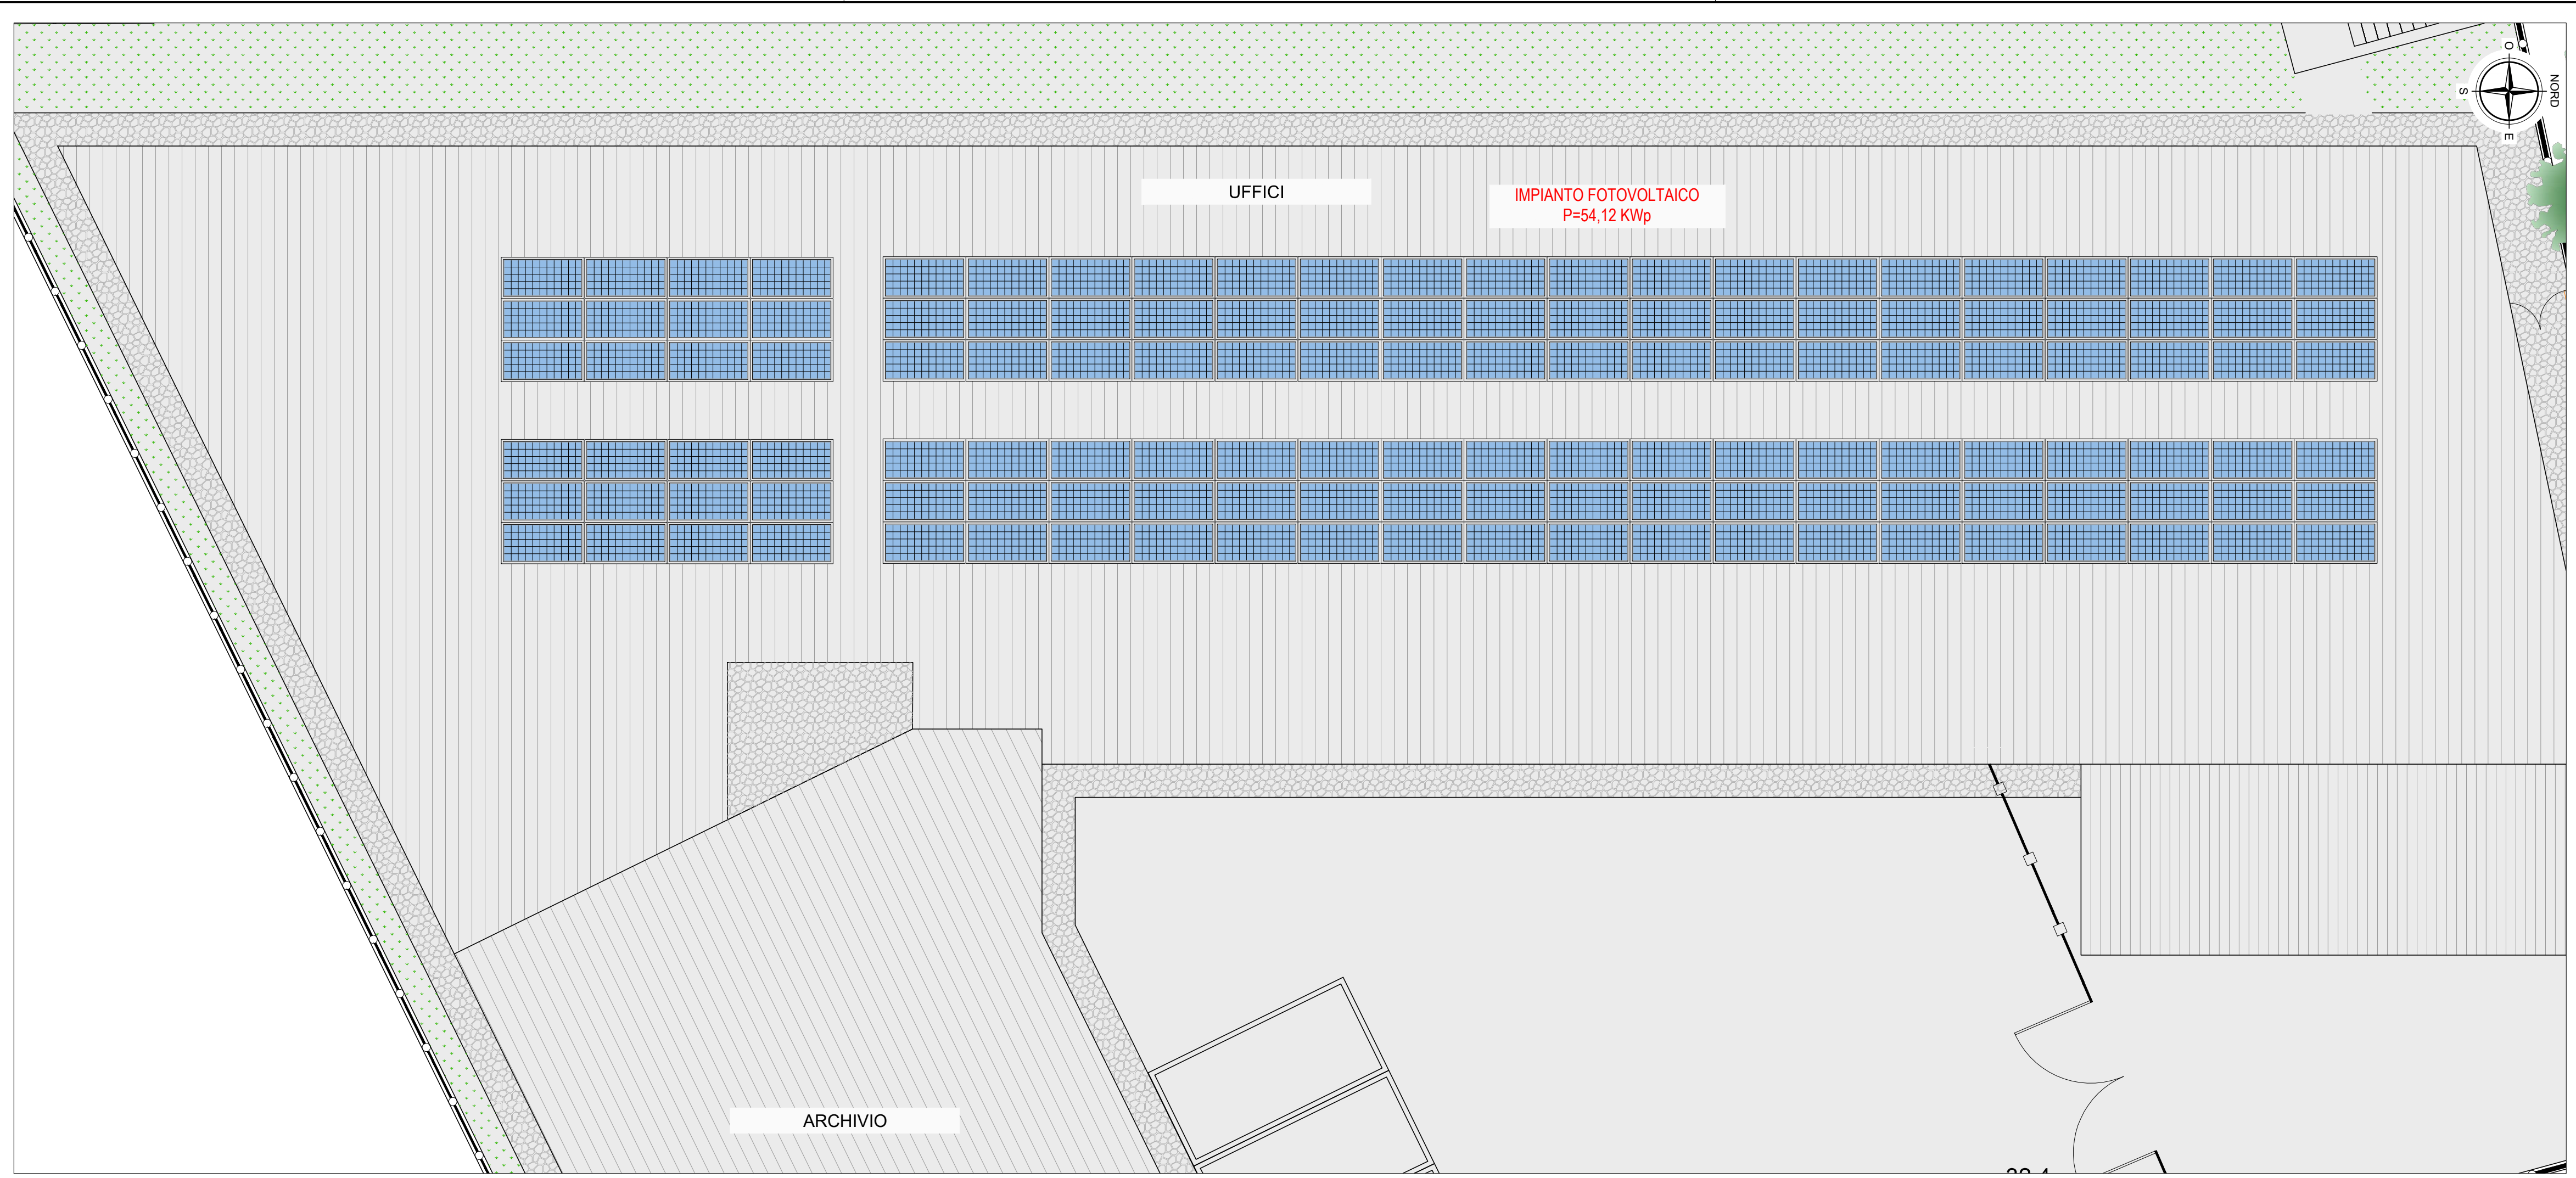 O
NORD
S
E
UFFICI
IMPIANTO FOTOVOLTAICO
P=54,12 KWp
ARCHIVIO